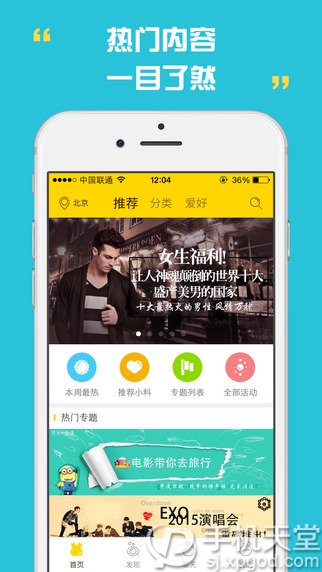 热门内容
一目了然
中国联通
12:04
36%
北京
推荐
分类
爱好
女生福利!
让人神魂颠倒的世界十大
盛产美男的国家
十大最热火的男性 风情万种
本周最热
推荐小科
专题列表
全部活动
热门专题
电影带你去旅行
Overdose
EXO
2015演唱会
首页
发现
手机天堂
sj.xpgod.com